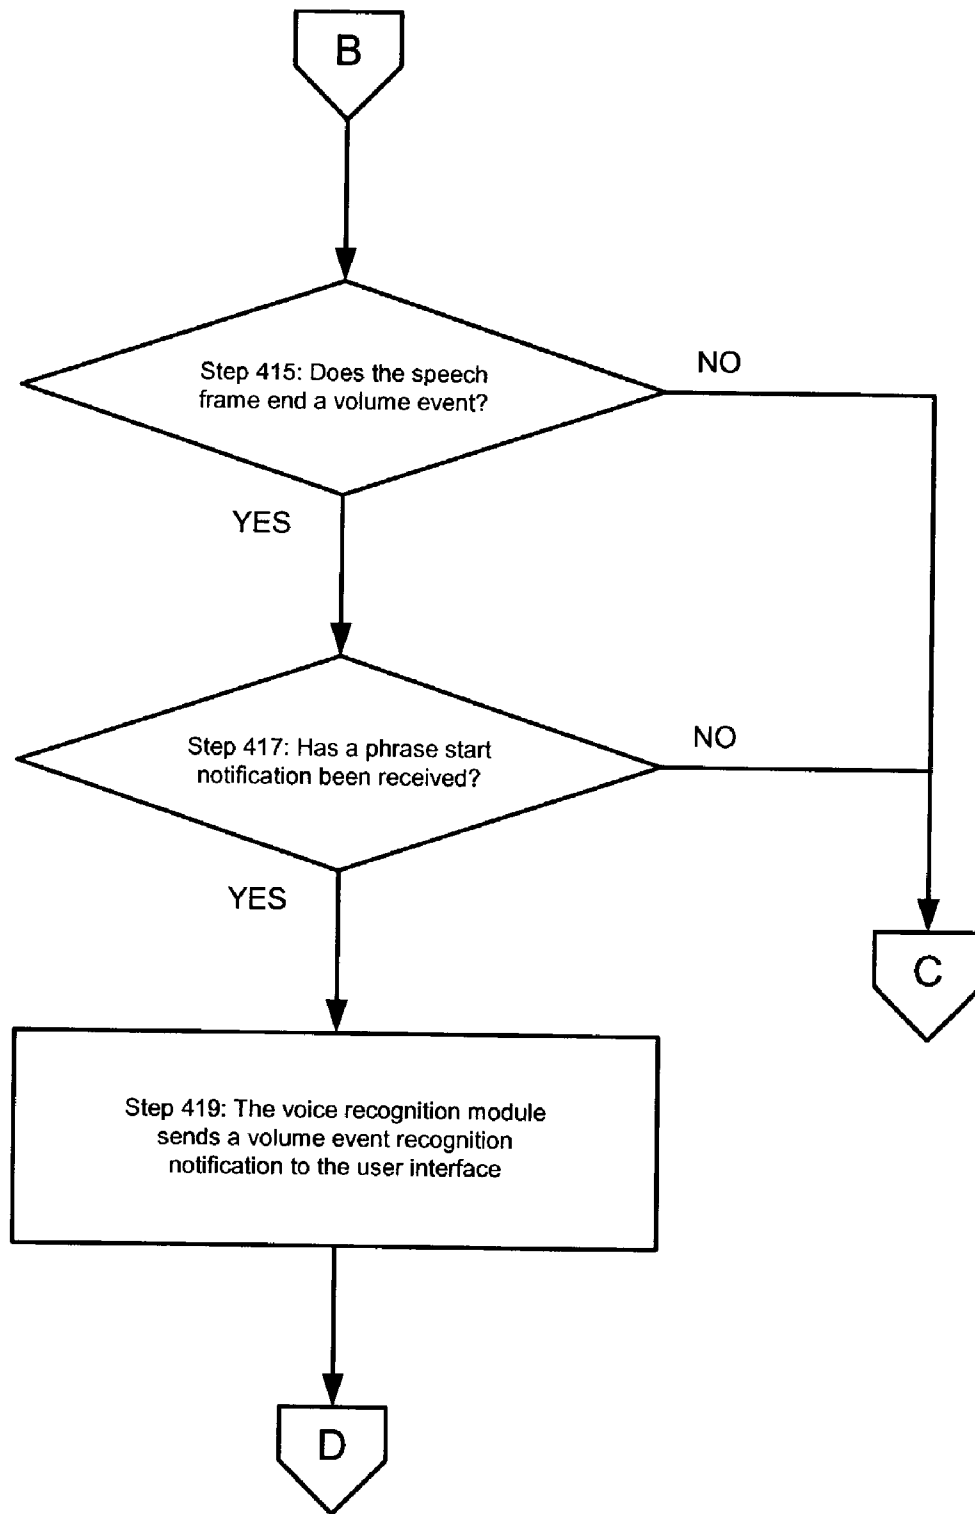 B
Step 415: Does the speech
frame end a volume event?
NO
YES
Step 417: Has a phrase start
notification been received?
NO
YES
C
Step 419: The voice recognition module
sends a volume event recognition
notification to the user interface
D